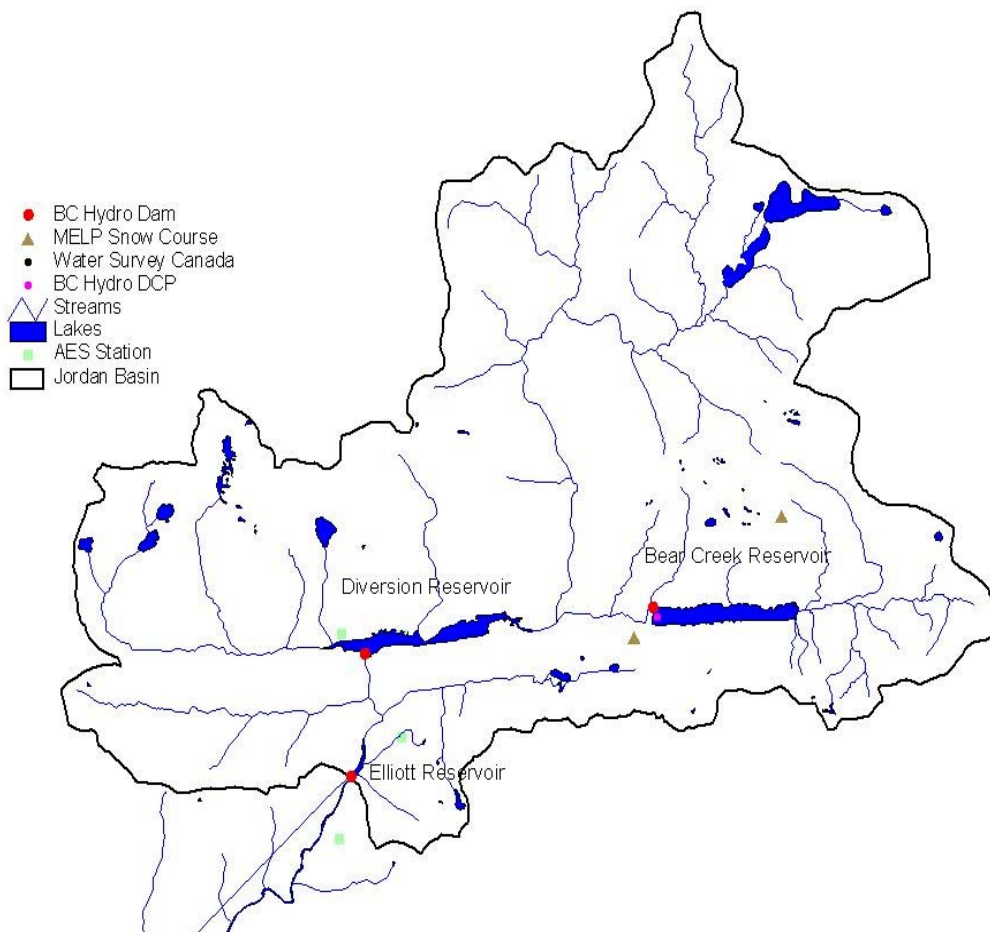 BC Hydro Dam
MELP Snow Course
Water Survey Canada
BC Hydro DCP
Streams
Lakes
AES Station
Jordan Basin
Bear Creek Reservoir
Diversion Reservoir
Elliott Reservoir